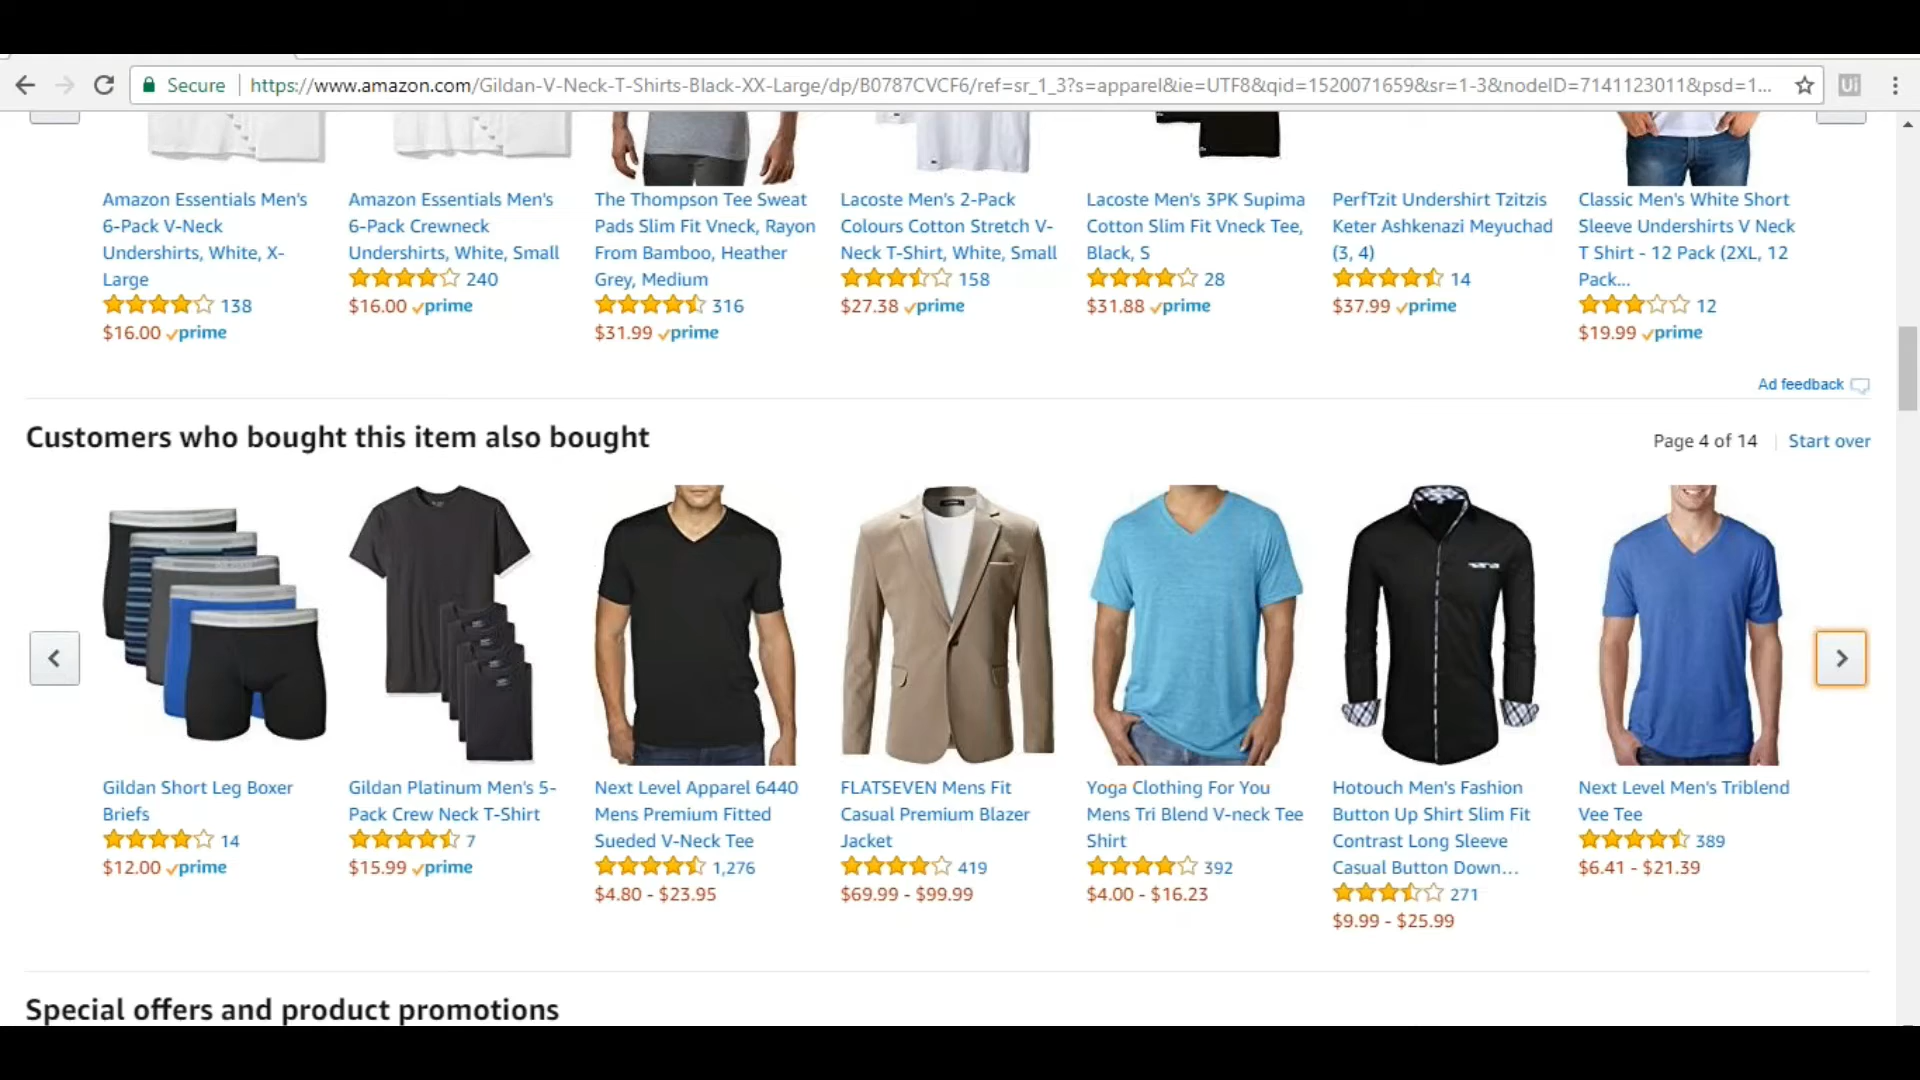 Secure
https://www.amazon.com/Gildan-V-Neck-T-Shirts-Black-XX-Large/dp/B0787CVCF6/ref=sr_1_3?s=apparel&ie=UTF8&qid=1520071659&sr=1-3&nodeID=7141123011&psd=1...
Amazon Essentials Men's
6-Pack V-Neck
Undershirts, White, X-
Large
138
$16.00 prime
Amazon Essentials Men's
6-Pack Crewneck
Undershirts, White, Small
240
$16.00 prime
The Thompson Tee Sweat
Pads Slim Fit Vneck, Rayon
From Bamboo, Heather
Grey, Medium
316
$31.99 prime
Lacoste Men's 2-Pack
Colours Cotton Stretch V-
Neck T-Shirt, White, Small
158
$27.38 prime
Lacoste Men's 3PK Supima
Cotton Slim Fit Vneck Tee,
Black, S
28
$31.88 prime
PerfTzit Undershirt Tzitzis
Keter Ashkenazi Meyuchad
(3, 4)
14
$37.99 prime
Classic Men's White Short
Sleeve Undershirts V Neck
T Shirt - 12 Pack (2XL, 12
Pack...
12
$19.99 prime
Ad feedback
Customers who bought this item also bought
Page 4 of 14 | Start over
Gildan Short Leg Boxer
Briefs
14
$12.00 prime
Gildan Platinum Men's 5-
Pack Crew Neck T-Shirt
7
$15.99 prime
Next Level Apparel 6440
Mens Premium Fitted
Sueded V-Neck Tee
1,276
$4.80 - $23.95
FLATSEVEN Mens Fit
Casual Premium Blazer
Jacket
419
$69.99 - $99.99
Yoga Clothing For You
Mens Tri Blend V-neck Tee
Shirt
392
$4.00 - $16.23
Hotouch Men's Fashion
Button Up Shirt Slim Fit
Contrast Long Sleeve
Casual Button Down...
271
$9.99 - $25.99
Next Level Men's Triblend
Vee Tee
389
$6.41 - $21.39
Special offers and product promotions